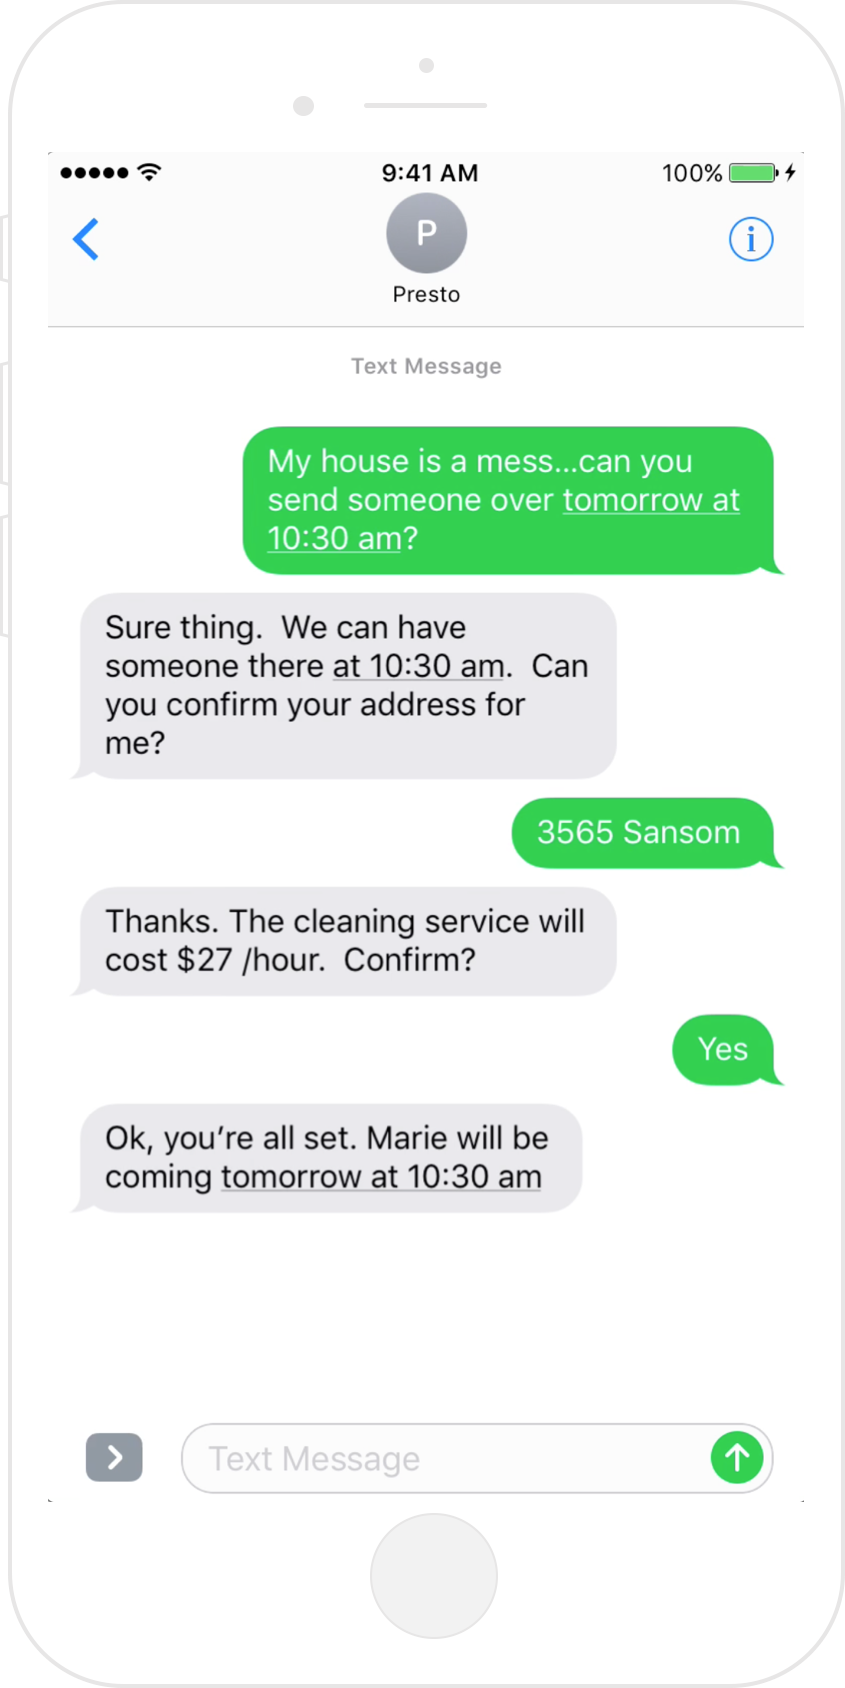 9:41 AM
100%
P
i
Presto
Text Message
My house is a mess...can you
send someone over tomorrow at
10:30 am?
Sure thing.  We can have
someone there at 10:30 am.  Can
you confirm your address for
me?
3565 Sansom
Thanks. The cleaning service will
cost $27 /hour.  Confirm?
Yes
Ok, you’re all set. Marie will be
coming tomorrow at 10:30 am
Text Message